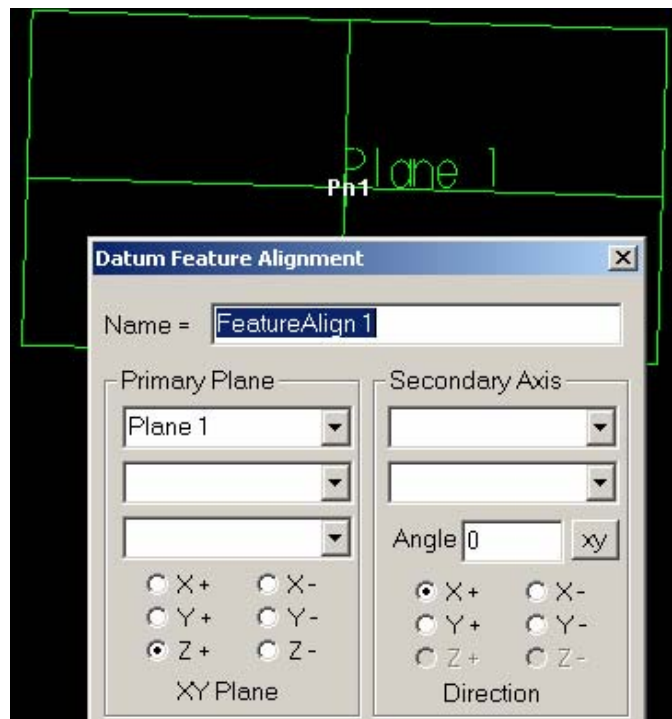 Plane 1
Pn1
Datum Feature Alignment
Name = FeatureAlign 1
Primary Plane
Plane 1
X + X -
Y + Y -
Z + Z -
XY Plane
Secondary Axis
Angle 0 xy
X + X -
Y + Y -
Z + Z -
Direction